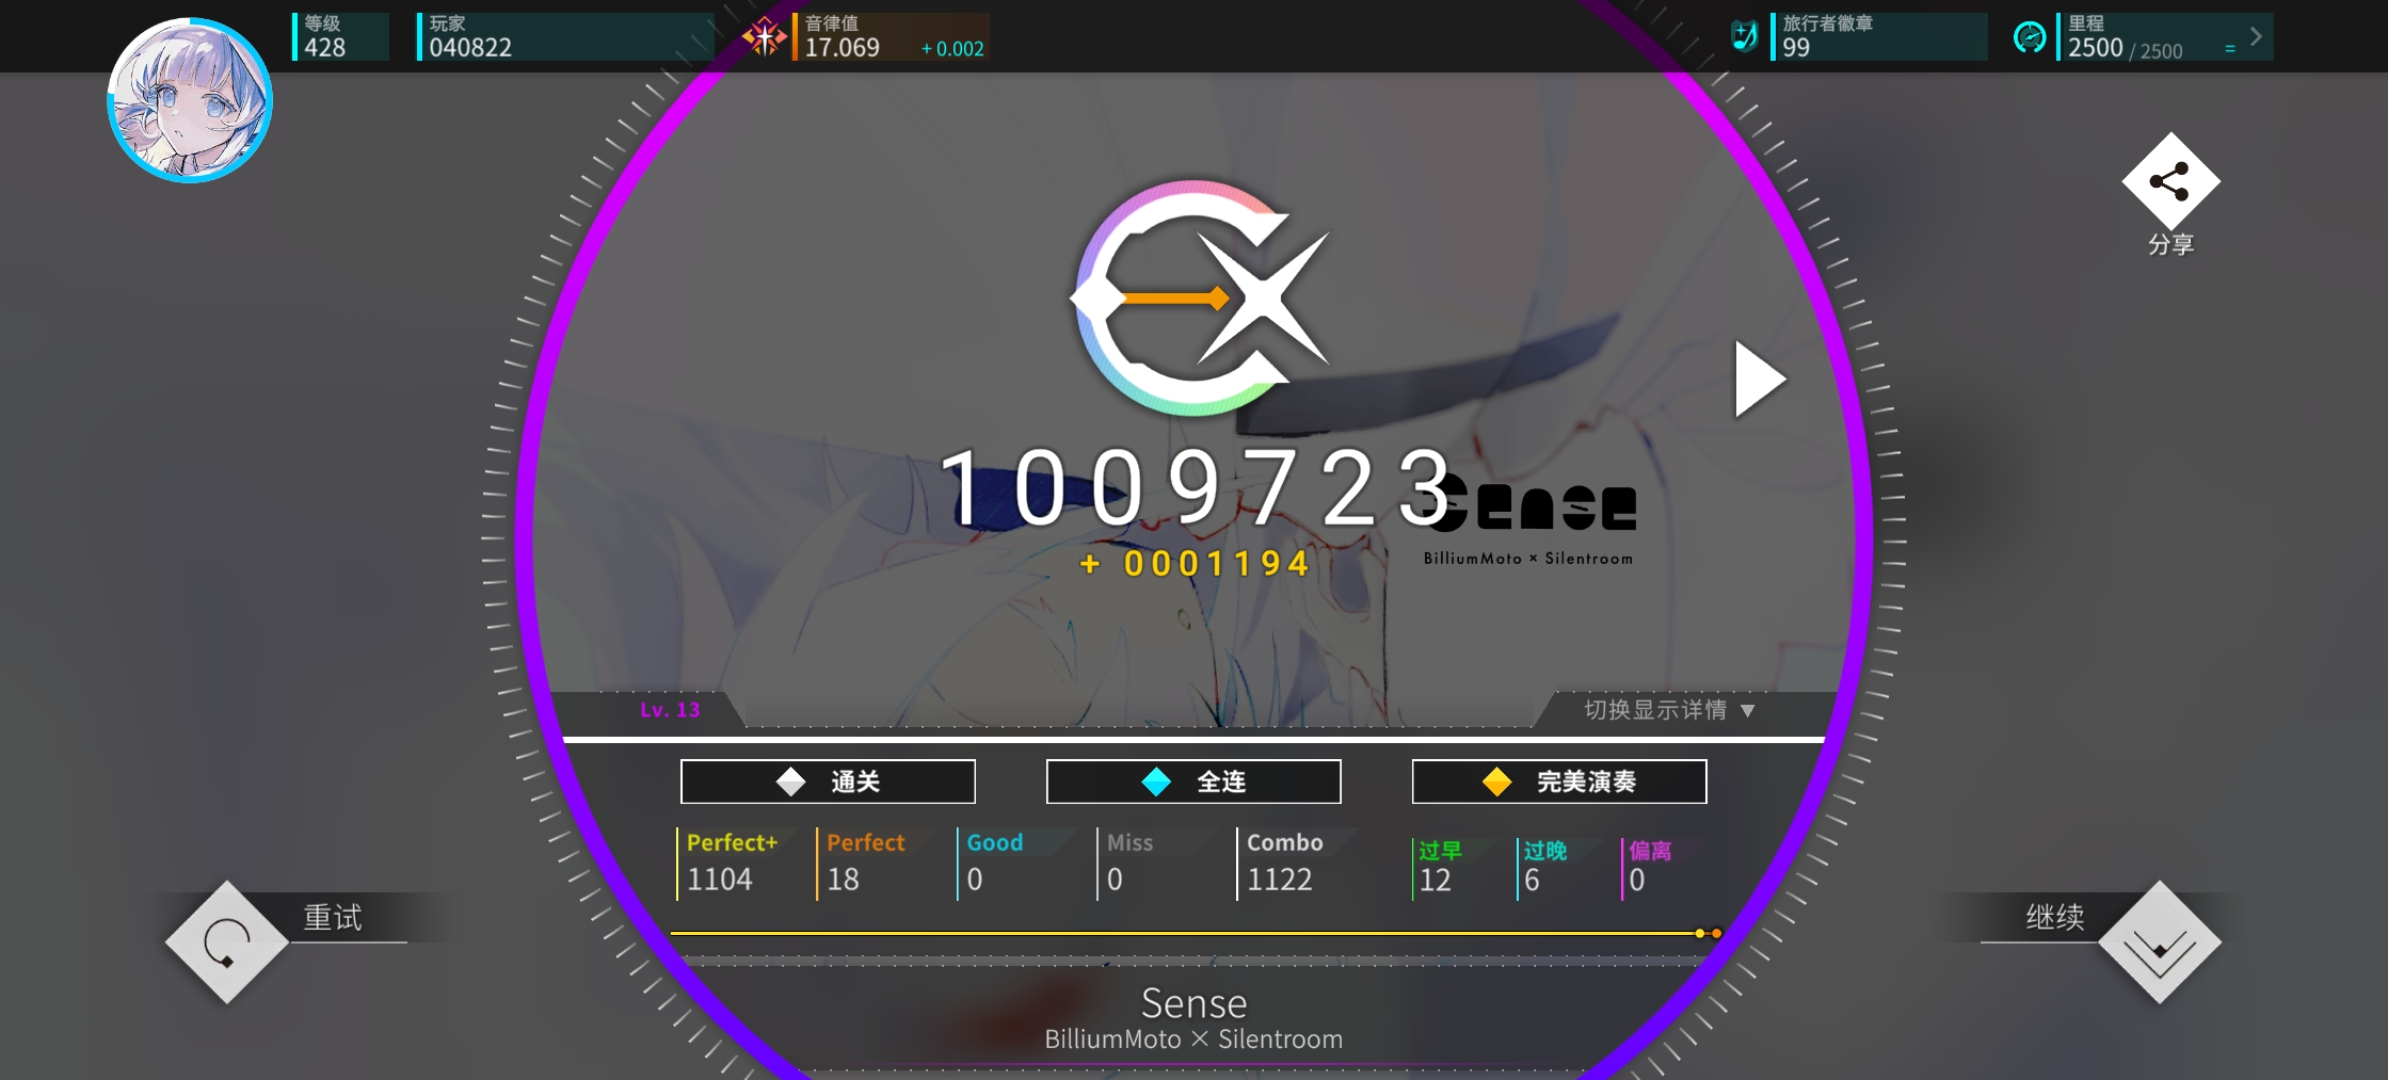 等级
428
玩家
040822
音律值
17.069 + 0.002
旅行者徽章
99
里程
2500 / 2500 =
分享
EX
1009723
+ 0001194
Sense
BilliumMoto × Silentroom
Lv. 13
切换显示详情 ▼
通关
全连
完美演奏
Perfect+ Perfect Good Miss Combo 过早 过晚 偏离
1104 18 0 0 1122 12 6 0
重试
继续
Sense
BilliumMoto × Silentroom